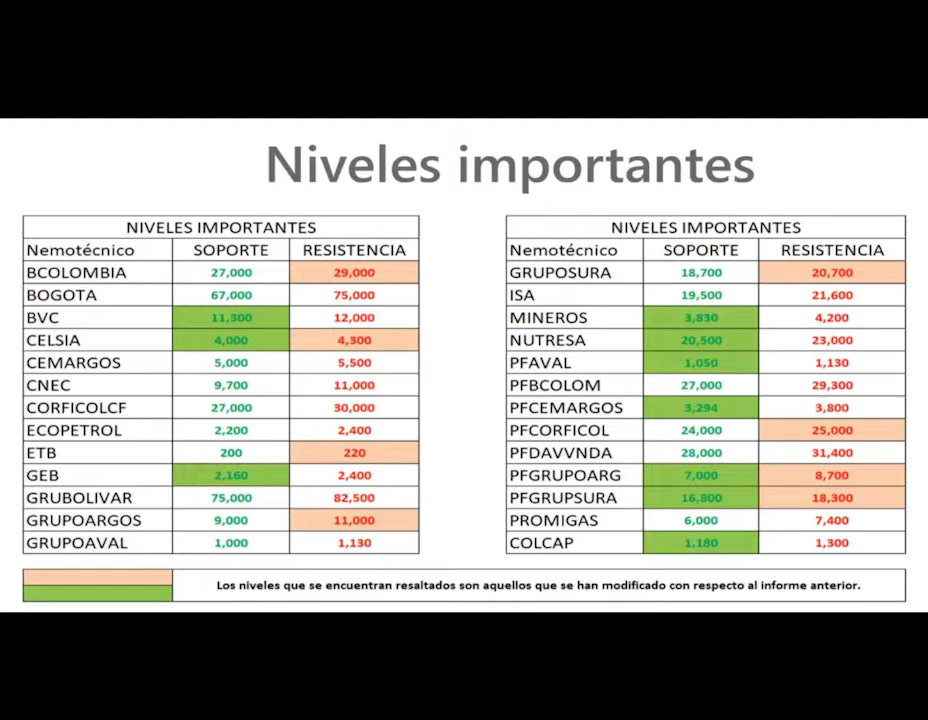 Niveles importantes
NIVELES IMPORTANTES
Nemotécnico SOPORTE RESISTENCIA
BCOLOMBIA 27,000 29,000
BOGOTA 67,000 75,000
BVC 11,300 12,000
CELSIA 4,000 4,300
CEMARGOS 5,000 5,500
CNEC 9,700 11,000
CORFICOLCF 27,000 30,000
ECOPETROL 2,200 2,400
ETB 200 220
GEB 2,160 2,400
GRUBOLIVAR 75,000 82,500
GRUPOARGOS 9,000 11,000
GRUPOAVAL 1,000 1,130
NIVELES IMPORTANTES
Nemotécnico SOPORTE RESISTENCIA
GRUPOSURA 18,700 20,700
ISA 19,500 21,600
MINEROS 3,830 4,200
NUTRESA 20,500 23,000
PFAVAL 1,050 1,130
PFBCOLOM 27,000 29,300
PFCEMARGOS 3,294 3,800
PFCORFICOL 24,000 25,000
PFDAVVNDA 28,000 31,400
PFGRUPOARG 7,000 8,700
PFGRUPSURA 16,800 18,300
PROMIGAS 6,000 7,400
COLCAP 1,180 1,300
Los niveles que se encuentran resaltados son aquellos que se han modificado con respecto al informe anterior.